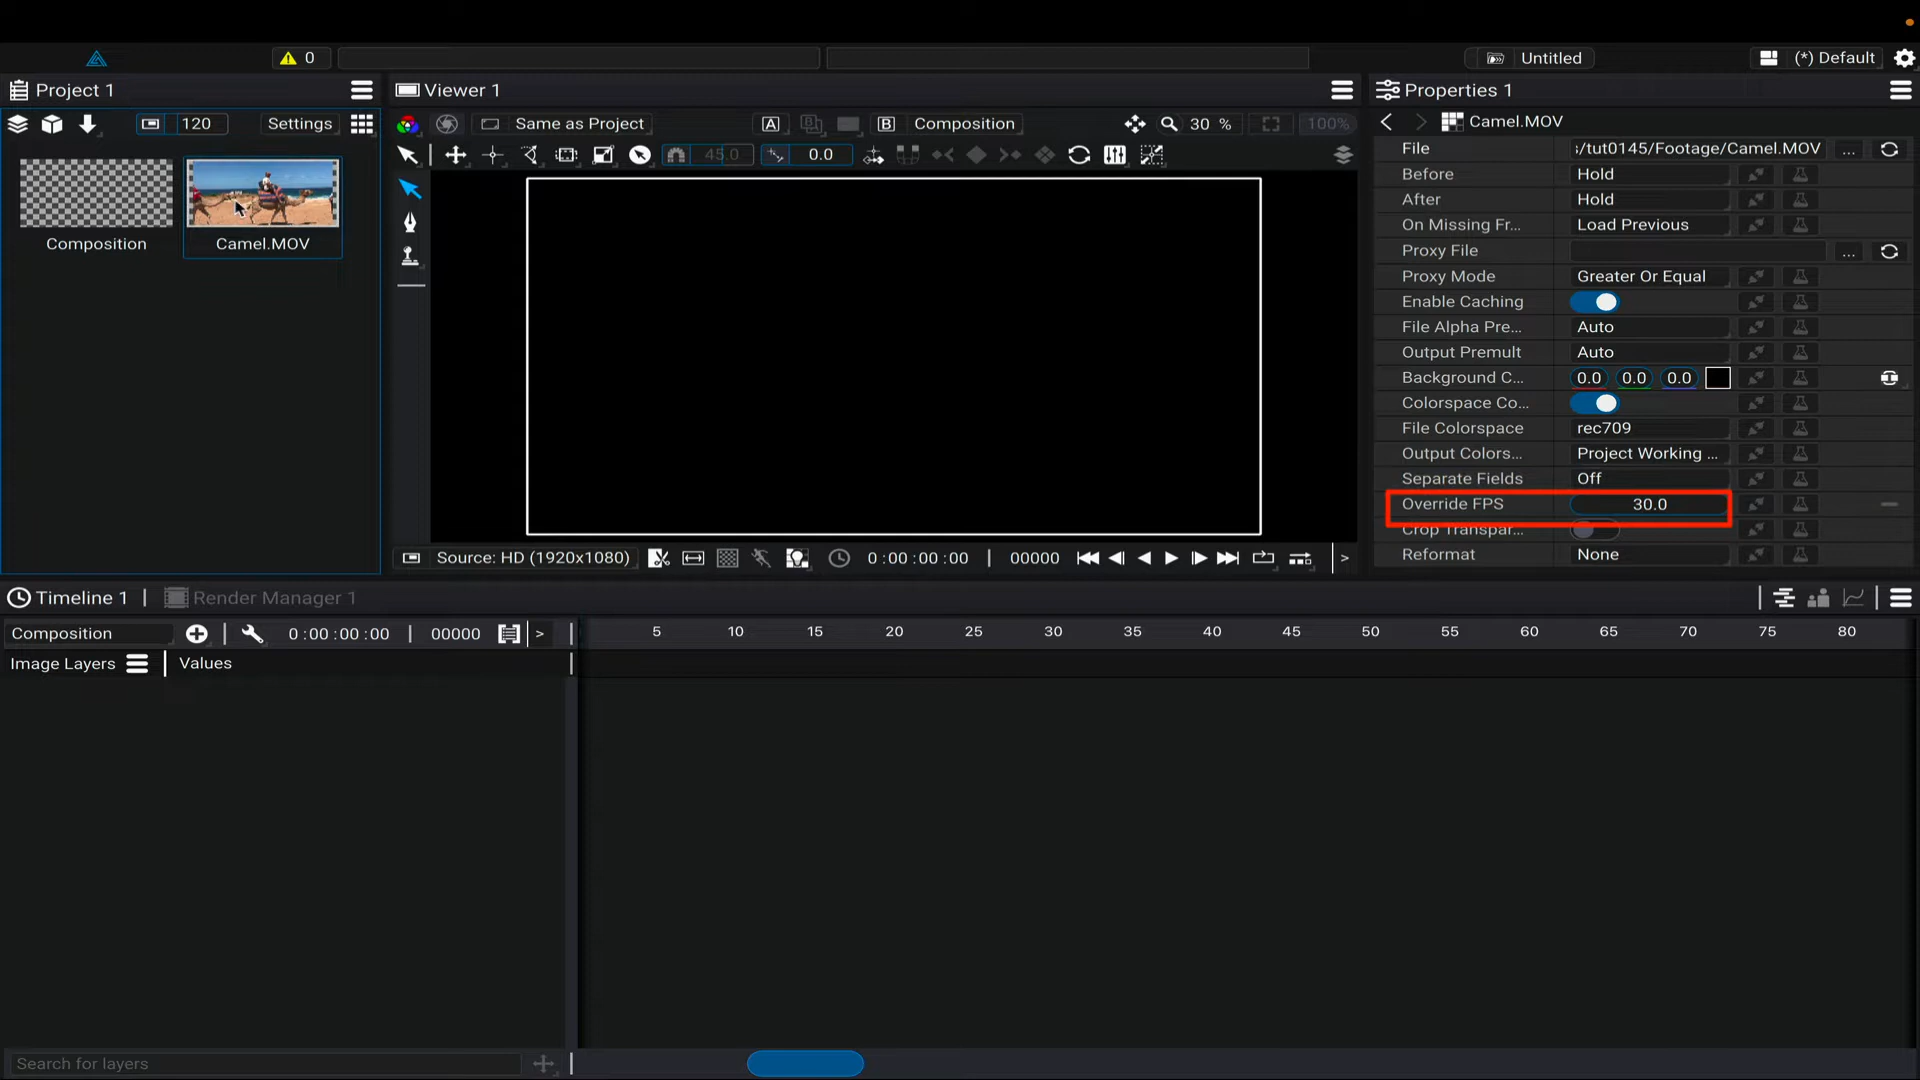 0
Untitled
(*) Default
Project 1
Viewer 1
Properties 1
120
Settings
Same as Project
A
B
Composition
30 %
100%
Camel.MOV
45.0
0.0
Composition
Camel.MOV
File
:/tut0145/Footage/Camel.MOV
...
Before
Hold
After
Hold
On Missing Fr...
Load Previous
Proxy File
...
Proxy Mode
Greater Or Equal
Enable Caching
File Alpha Pre...
Auto
Output Premult
Auto
Background C...
0.0 0.0 0.0
Colorspace Co...
File Colorspace
rec709
Output Colors...
Project Working ...
Separate Fields
Off
Override FPS
30.0
Crop Transpar...
Reformat
None
Source: HD (1920x1080)
0:00:00:00
00000
>
Timeline 1
Render Manager 1
Composition
0:00:00:00
00000
>
5 10 15 20 25 30 35 40 45 50 55 60 65 70 75 80
Image Layers
Values
Search for layers